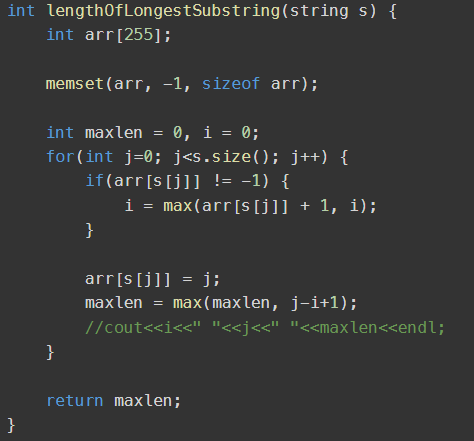 int lengthOfLongestSubstring(string s) {
    int arr[255];
    memset(arr, -1, sizeof arr);
    int maxlen = 0, i = 0;
    for(int j=0; j<s.size(); j++) {
        if(arr[s[j]] != -1) {
            i = max(arr[s[j]] + 1, i);
        }
        arr[s[j]] = j;
        maxlen = max(maxlen, j-i+1);
        //cout<<i<<" "<<j<<" "<<maxlen<<endl;
    }
    return maxlen;
}